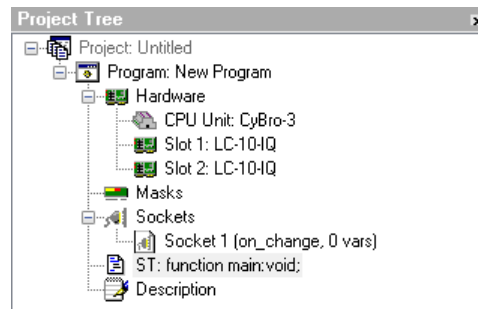 Project Tree
Project: Untitled
Program: New Program
Hardware
CPU Unit: CyBro-3
Slot 1: LC-10-IQ
Slot 2: LC-10-IQ
Masks
Sockets
Socket 1 (on_change, 0 vars)
ST: function main:void;
Description